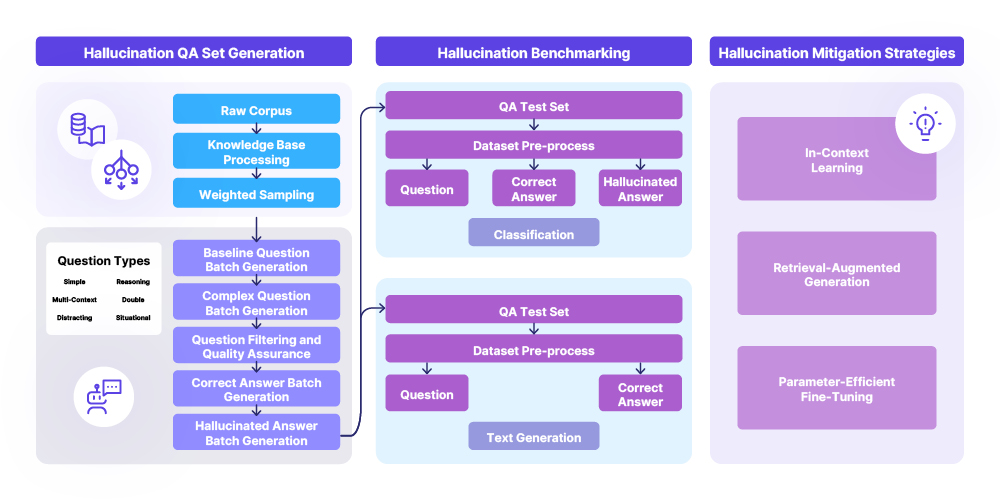 Hallucination QA Set Generation
Raw Corpus
Knowledge Base
Processing
Weighted Sampling
Question Types
Simple
Reasoning
Multi-Context
Double
Distracting
Situational
Baseline Question
Batch Generation
Complex Question
Batch Generation
Question Filtering and
Quality Assurance
Correct Answer Batch
Generation
Hallucinated Answer
Batch Generation
Hallucination Benchmarking
QA Test Set
Dataset Pre-process
Question
Correct
Answer
Hallucinated
Answer
Classification
QA Test Set
Dataset Pre-process
Question
Correct
Answer
Text Generation
Hallucination Mitigation Strategies
In-Context
Learning
Retrieval-Augmented
Generation
Parameter-Efficient
Fine-Tuning